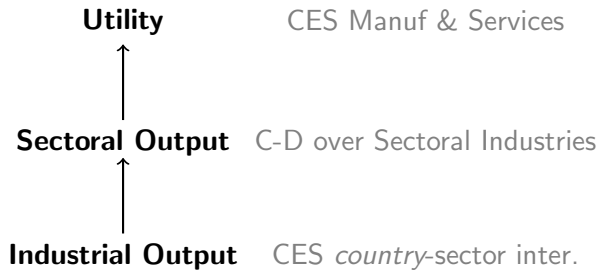 Utility CES Manuf & Services
Sectoral Output C-D over Sectoral Industries
Industrial Output CES country-sector inter.